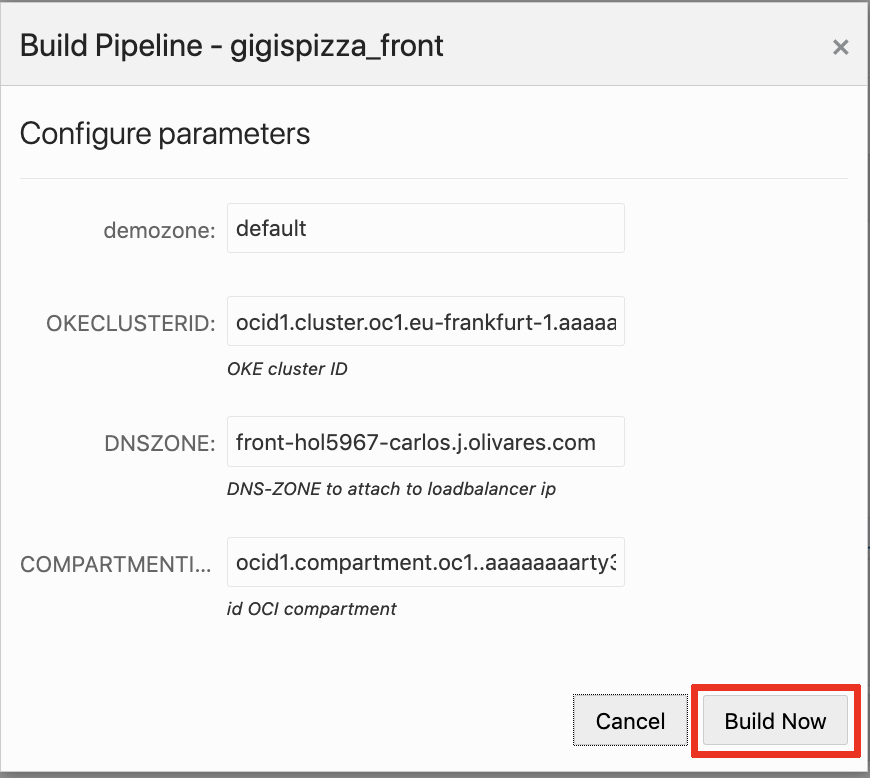 Build Pipeline - gigispizza_front
×
Configure parameters
demozone: default
OKECLUSTERID: ocid1.cluster.oc1.eu-frankfurt-1.aaaaa
OKE cluster ID
DNSZONE: front-hol5967-carlos.j.olivares.com
DNS-ZONE to attach to loadbalancer ip
COMPARTMENTI... ocid1.compartment.oc1..aaaaaaaarty3
id OCI compartment
Cancel Build Now